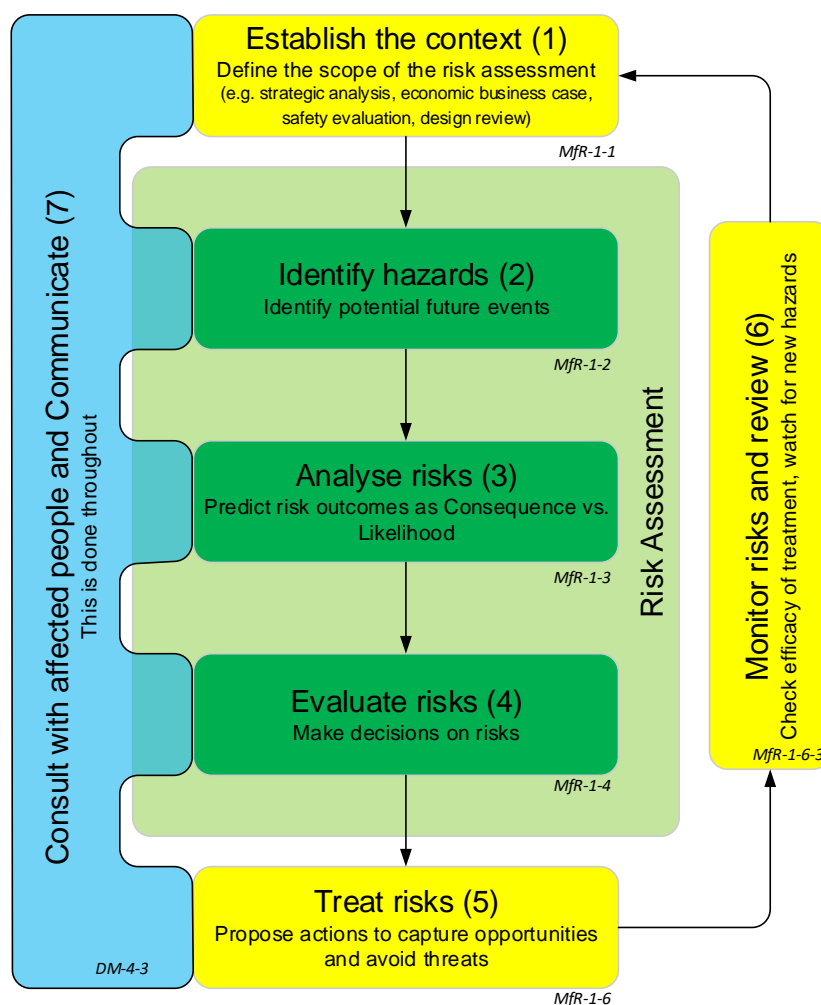 Establish the context (1)
Define the scope of the risk assessment
(e.g. strategic analysis, economic business case,
safety evaluation, design review)
MfR-1-1
Consult with affected people and Communicate (7)
This is done throughout
DM-4-3
Risk Assessment
Identify hazards (2)
Identify potential future events
MfR-1-2
Analyse risks (3)
Predict risk outcomes as Consequence vs.
Likelihood
MfR-1-3
Evaluate risks (4)
Make decisions on risks
MfR-1-4
Treat risks (5)
Propose actions to capture opportunities
and avoid threats
MfR-1-6
Monitor risks and review (6)
Check efficacy of treatment, watch for new hazards
MfR-1-6-3